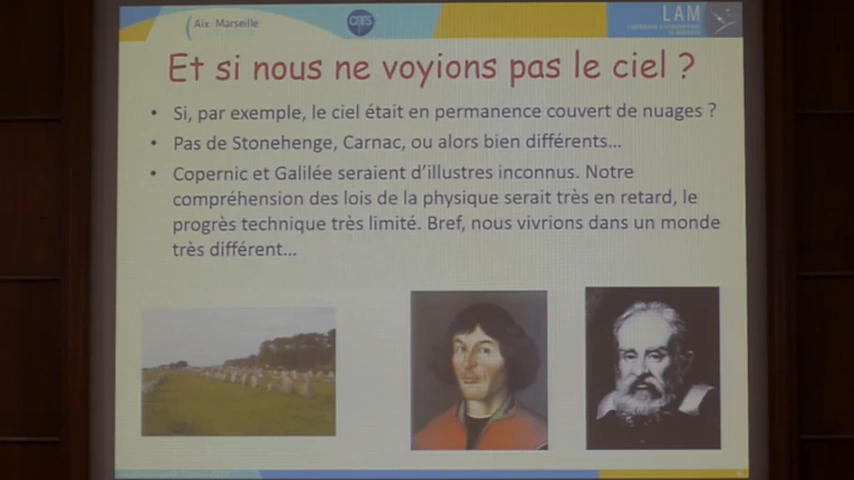 Aix Marseille
cnrs
LAM
Et si nous ne voyions pas le ciel ?
• Si, par exemple, le ciel était en permanence couvert de nuages ?
• Pas de Stonehenge, Carnac, ou alors bien différents...
• Copernic et Galilée seraient d'illustres inconnus. Notre
compréhension des lois de la physique serait très en retard, le
progrès technique très limité. Bref, nous vivrions dans un monde
très différent...